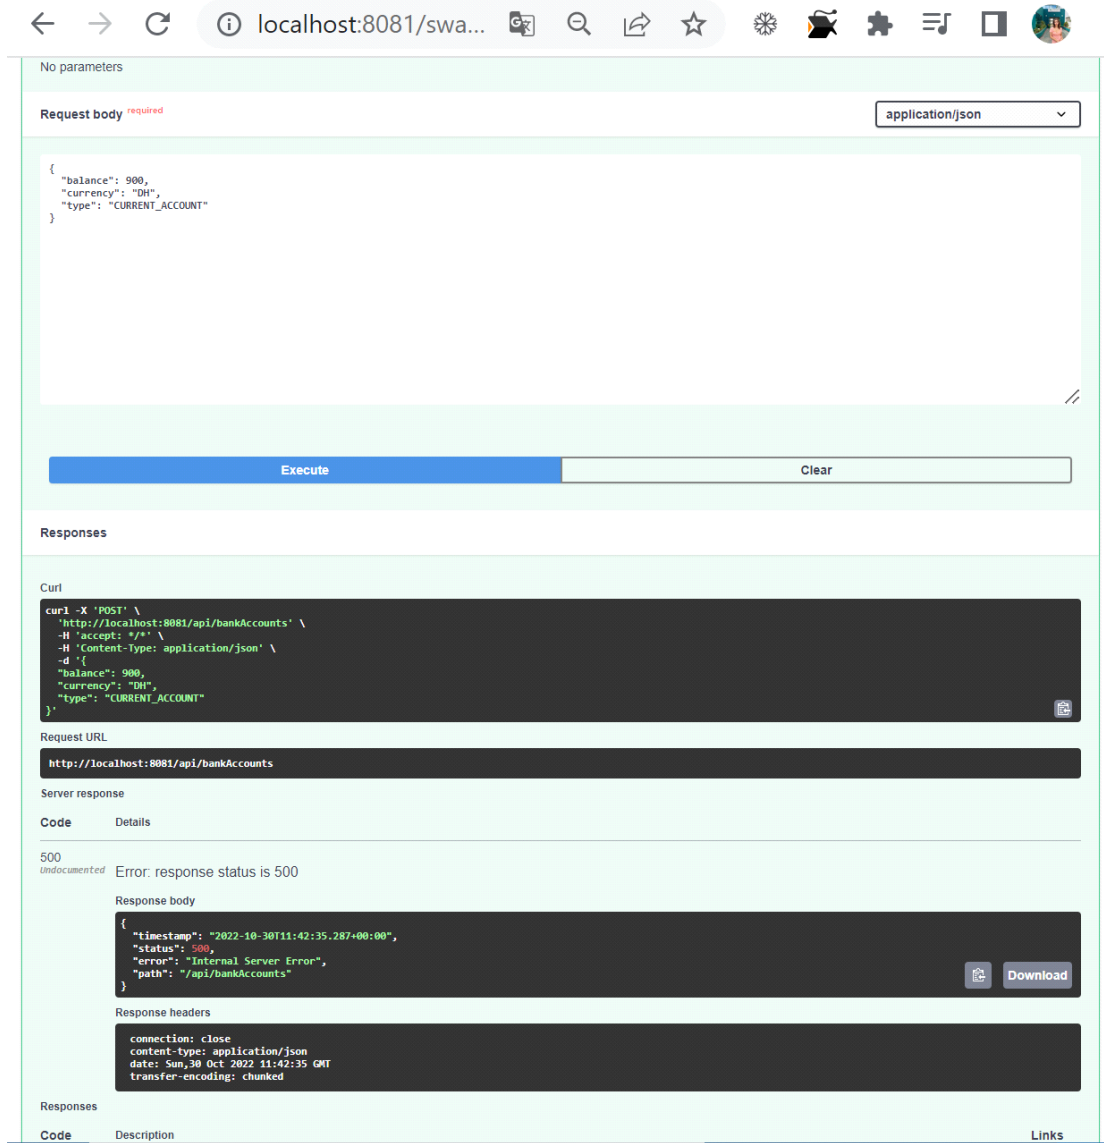 localhost:8081/swa...
No parameters
Request body required
application/json
{
  "balance": 900,
  "currency": "DH",
  "type": "CURRENT_ACCOUNT"
}
Execute
Clear
Responses
Curl
curl -X 'POST' \
  'http://localhost:8081/api/bankAccounts' \
  -H 'accept: */*' \
  -H 'Content-Type: application/json' \
  -d '{
  "balance": 900,
  "currency": "DH",
  "type": "CURRENT_ACCOUNT"
}'
Request URL
http://localhost:8081/api/bankAccounts
Server response
Code Details
500
Undocumented
Error: response status is 500
Response body
{
  "timestamp": "2022-10-30T11:42:35.287+00:00",
  "status": 500,
  "error": "Internal Server Error",
  "path": "/api/bankAccounts"
}
Download
Response headers
connection: close
content-type: application/json
date: Sun,30 Oct 2022 11:42:35 GMT
transfer-encoding: chunked
Responses
Code Description Links